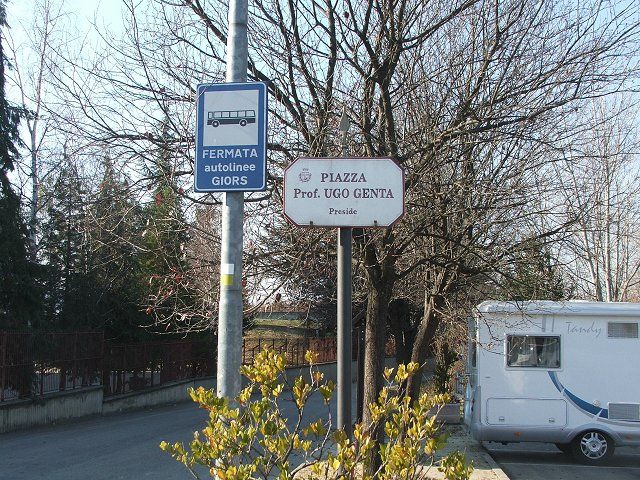 FERMATA
autolinee
GIORS
PIAZZA
Prof. UGO GENTA
Preside
Tandy